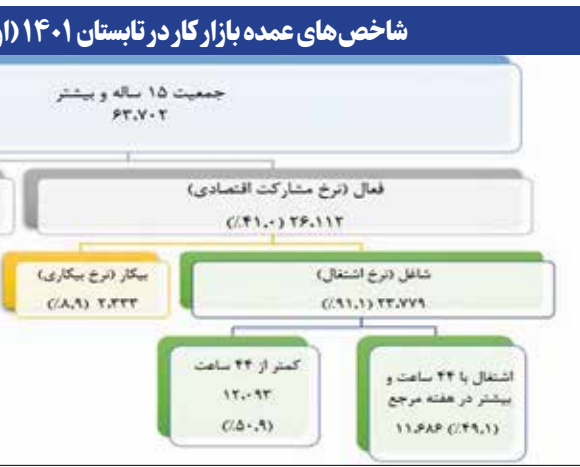 شاخص‌های عمده بازار کار در تابستان ۱۴۰۱
جمعیت ۱۵ ساله و بیشتر
۶۳.۷۰۲
فعال (نرخ مشارکت اقتصادی)
۲۶.۱۱۲ (٪۴۱.۰)
شاغل (نرخ اشتغال)
۲۳.۷۷۹ (٪۹۱.۱)
بیکار (نرخ بیکاری)
۲.۳۳۳ (٪۸.۹)
اشتغال با ۴۴ ساعت و
بیشتر در هفته مرجع
۱۱.۶۸۶ (٪۴۹.۱)
کمتر از ۴۴ ساعت
۱۲.۰۹۳
(٪۵۰.۹)